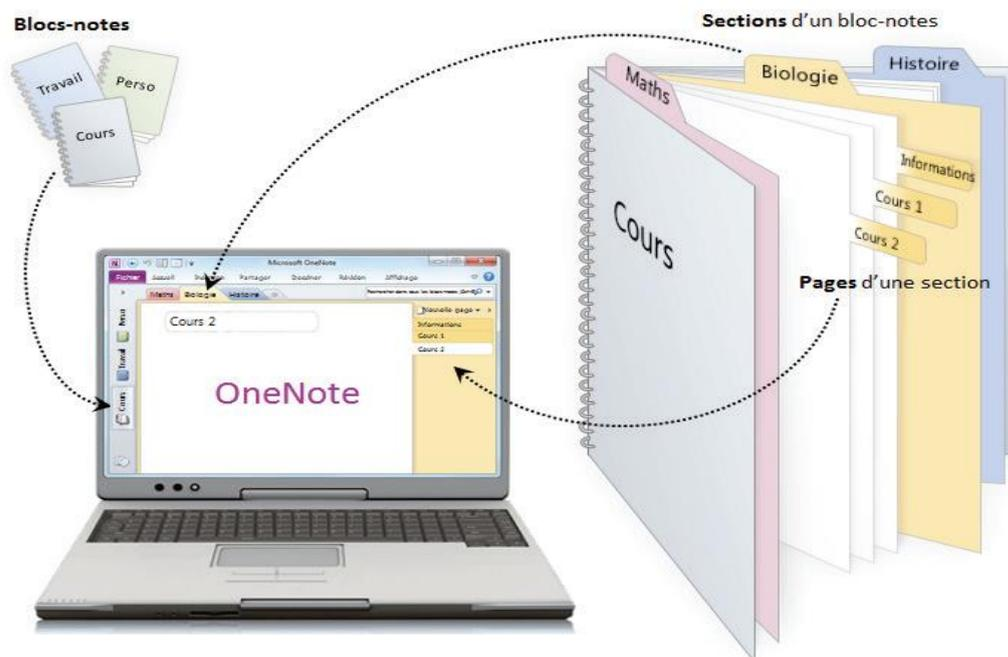 Blocs-notes
Travail
Perso
Cours
Sections d'un bloc-notes
Maths
Biologie
Histoire
Informations
Cours 1
Cours 2
Cours
Pages d'une section
Microsoft OneNote
Fichier Accueil Insertion Partager Dessiner Révision Affichage
Maths Biologie Histoire
Nouvelle page
Informations
Cours 1
Cours 2
Cours 2
OneNote
Perso
Travail
Cours